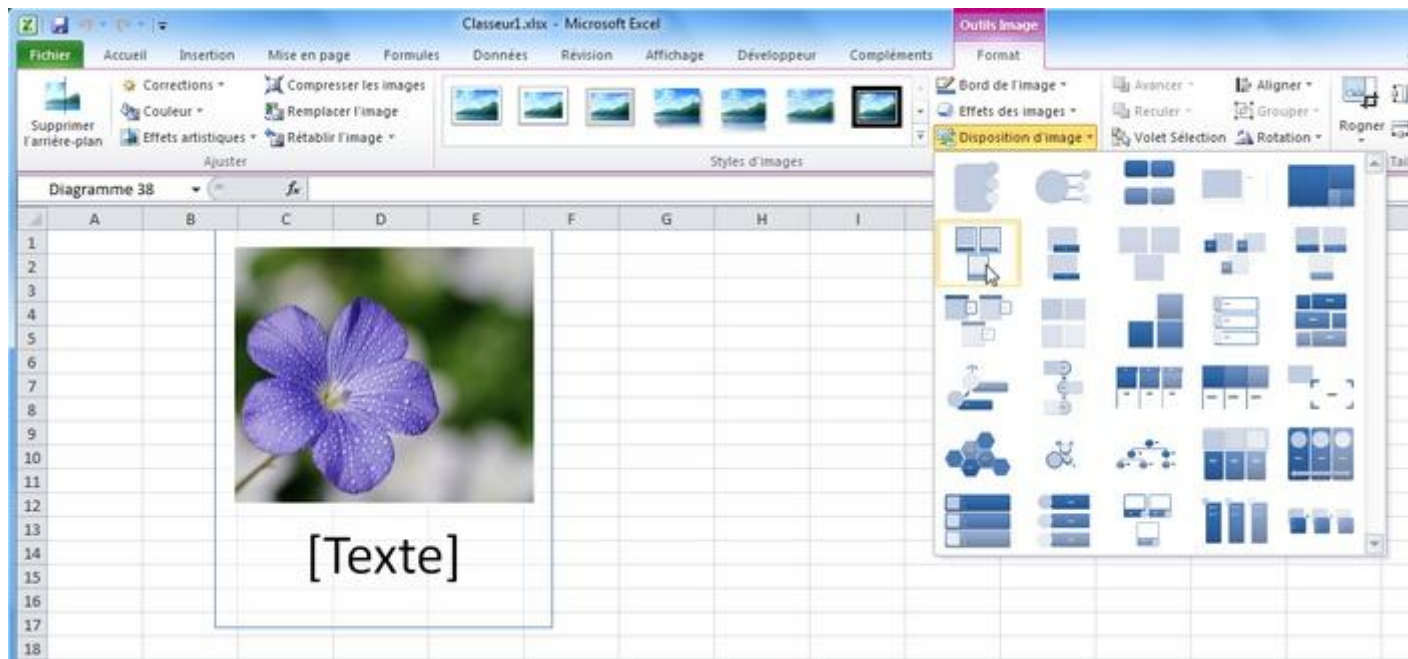 Classeur1.xlsx - Microsoft Excel
Outils Image
Fichier Accueil Insertion Mise en page Formules Données Révision Affichage Développeur Compléments Format
Supprimer l'arrière-plan
Corrections
Couleur
Effets artistiques
Compresser les images
Remplacer l'image
Rétablir l'image
Ajuster
Styles d'images
Bord de l'image
Effets des images
Disposition d'image
Avancer
Reculer
Volet Sélection
Aligner
Grouper
Rotation
Rogner
Tail
Diagramme 38
fx
A B C D E F G H I
1
2
3
4
5
6
7
8
9
10
11
12
13
14
15
16
17
18
[Texte]